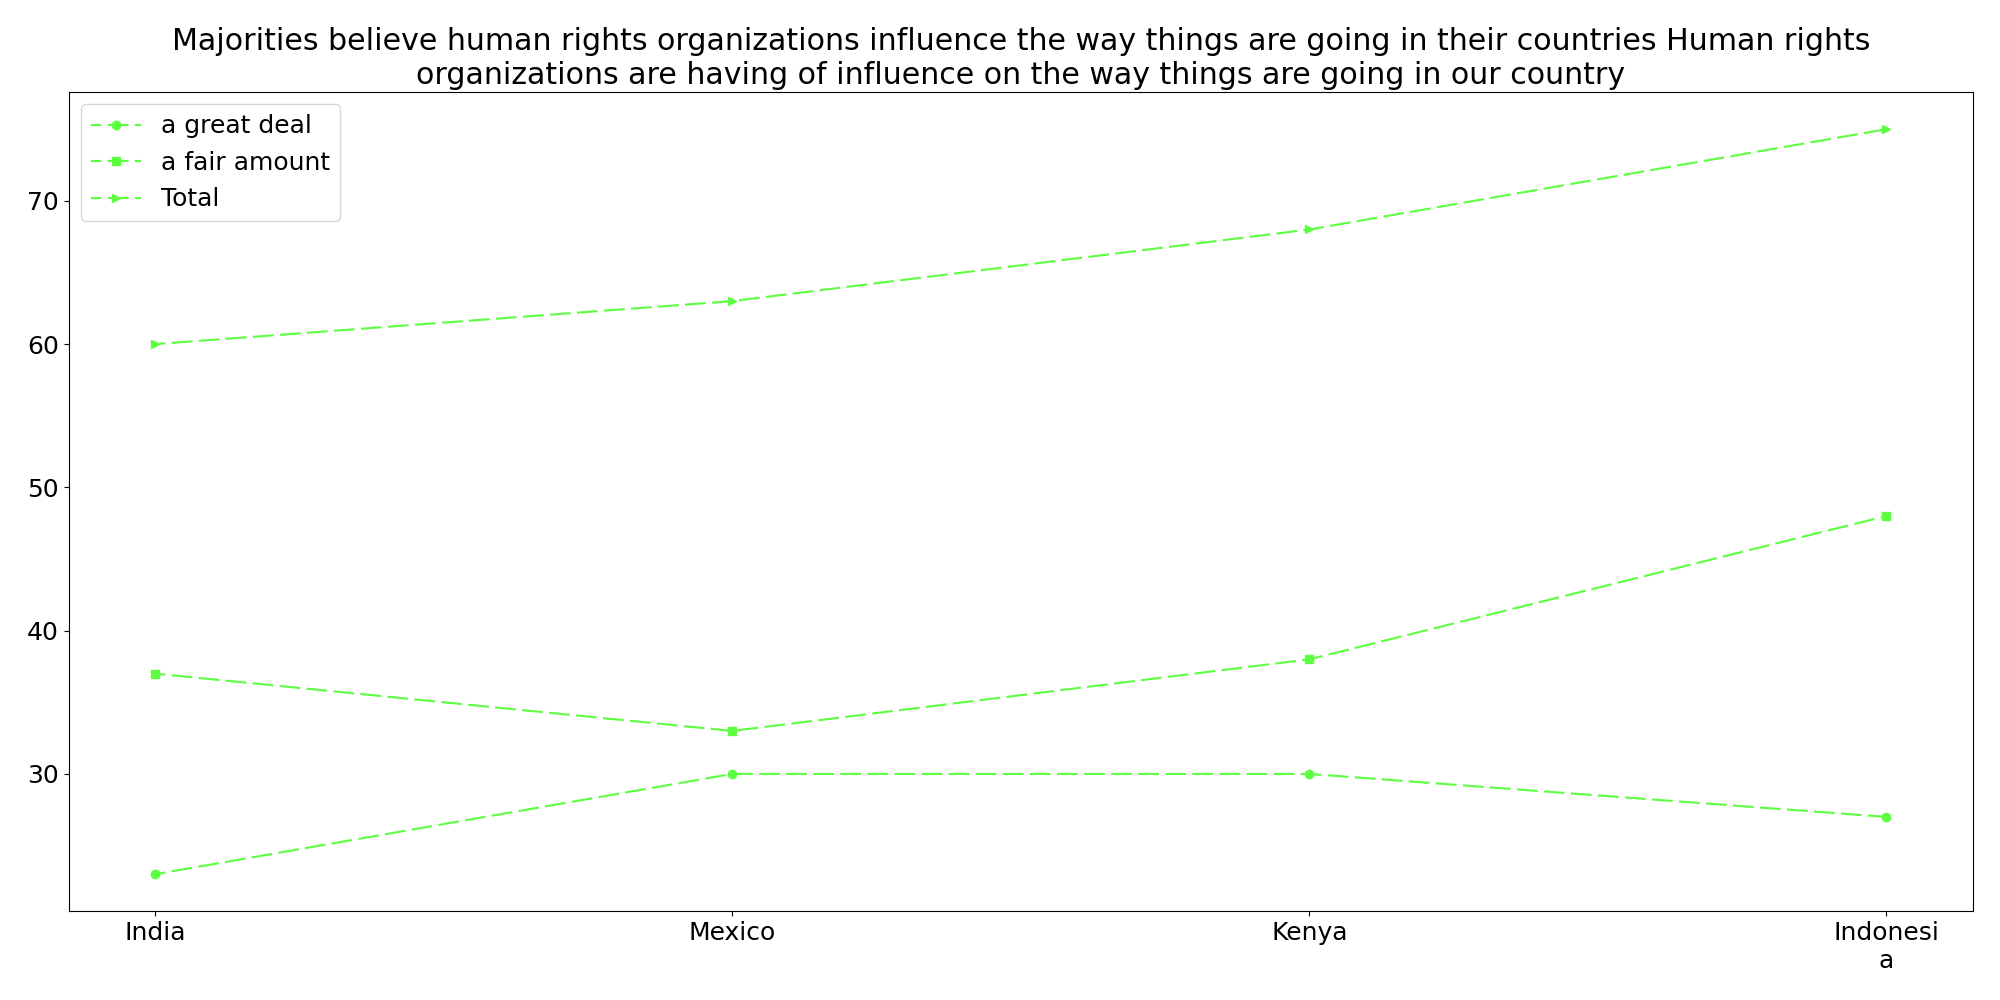 Majorities believe human rights organizations influence the way things are going in their countries Human rights
organizations are having of influence on the way things are going in our country
a great deal
a fair amount
Total
70
60
50
40
30
India
Mexico
Kenya
Indonesi
a